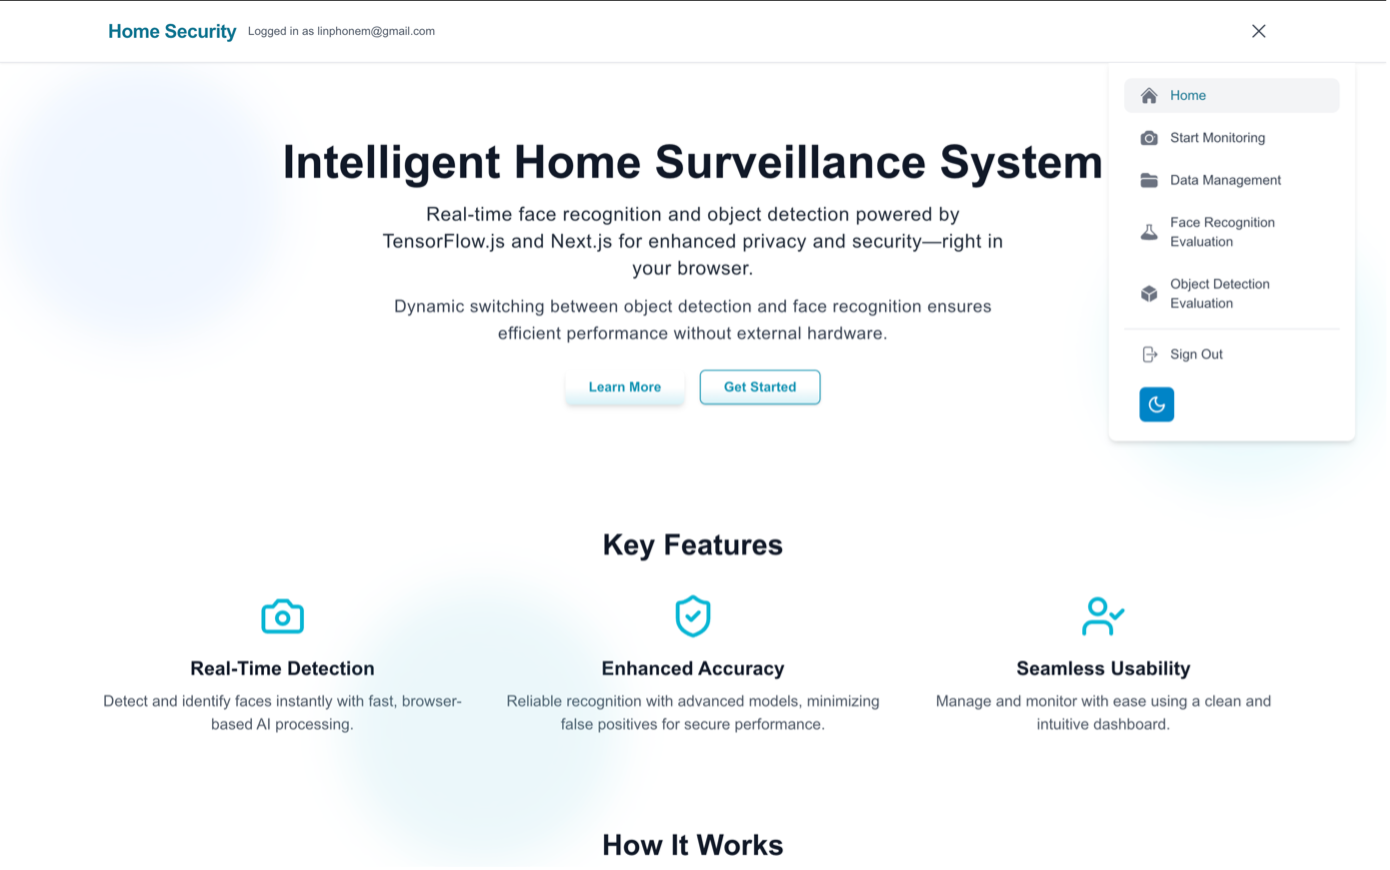 Home Security
Logged in as linphonem@gmail.com
Home
Start Monitoring
Data Management
Face Recognition
Evaluation
Object Detection
Evaluation
Sign Out
Intelligent Home Surveillance System
Real-time face recognition and object detection powered by
TensorFlow.js and Next.js for enhanced privacy and security—right in
your browser.
Dynamic switching between object detection and face recognition ensures
efficient performance without external hardware.
Learn More
Get Started
Key Features
Real-Time Detection
Detect and identify faces instantly with fast, browser-
based AI processing.
Enhanced Accuracy
Reliable recognition with advanced models, minimizing
false positives for secure performance.
Seamless Usability
Manage and monitor with ease using a clean and
intuitive dashboard.
How It Works